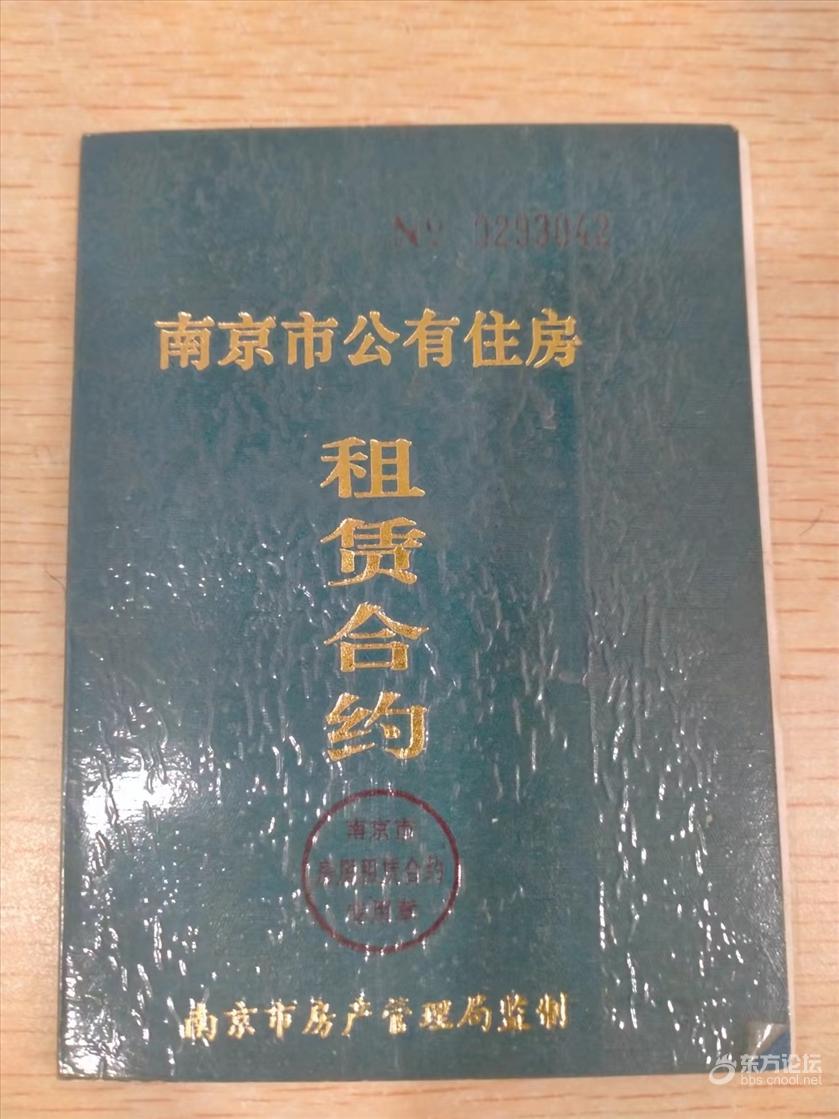 № 0293042
南京市公有住房
租
赁
合
约
南京市
房屋租赁合约
专用章
南京市房产管理局监制
东方论坛
bbs.cnool.net